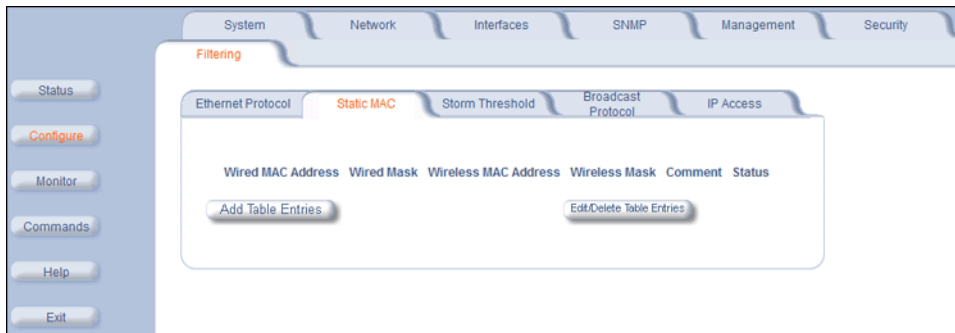 System Network Interfaces SNMP Management Security
Filtering
Status
Configure
Monitor
Commands
Help
Exit
Ethernet Protocol Static MAC Storm Threshold Broadcast Protocol IP Access
Wired MAC Address Wired Mask Wireless MAC Address Wireless Mask Comment Status
Add Table Entries Edit/Delete Table Entries